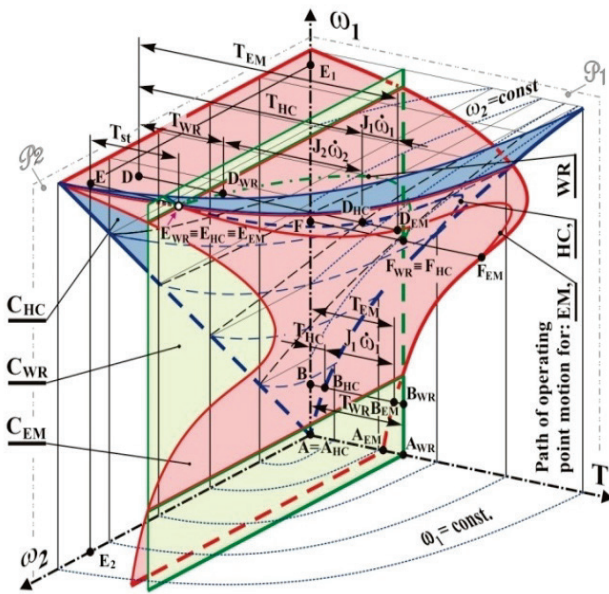 ω₁
T_EM
E₁
𝒫₁
T_HC
ω₂=const
T_WR
J₁ω̇₁
𝒫₂
T_st
J₂ω̇₂
E D D_WR
WR
D_HC D_EM
F
E_WR≡E_HC≡E_EM
HC,
F_WR≡F_HC
F_EM
C_HC
T_EM
T_HC J₁ω̇₁
C_WR
B B_HC B_WR
T_WR B_EM
C_EM
A=A_HC A_EM A_WR
Path of operating
point motion for: EM,
T
ω₁=const.
E₂
ω₂